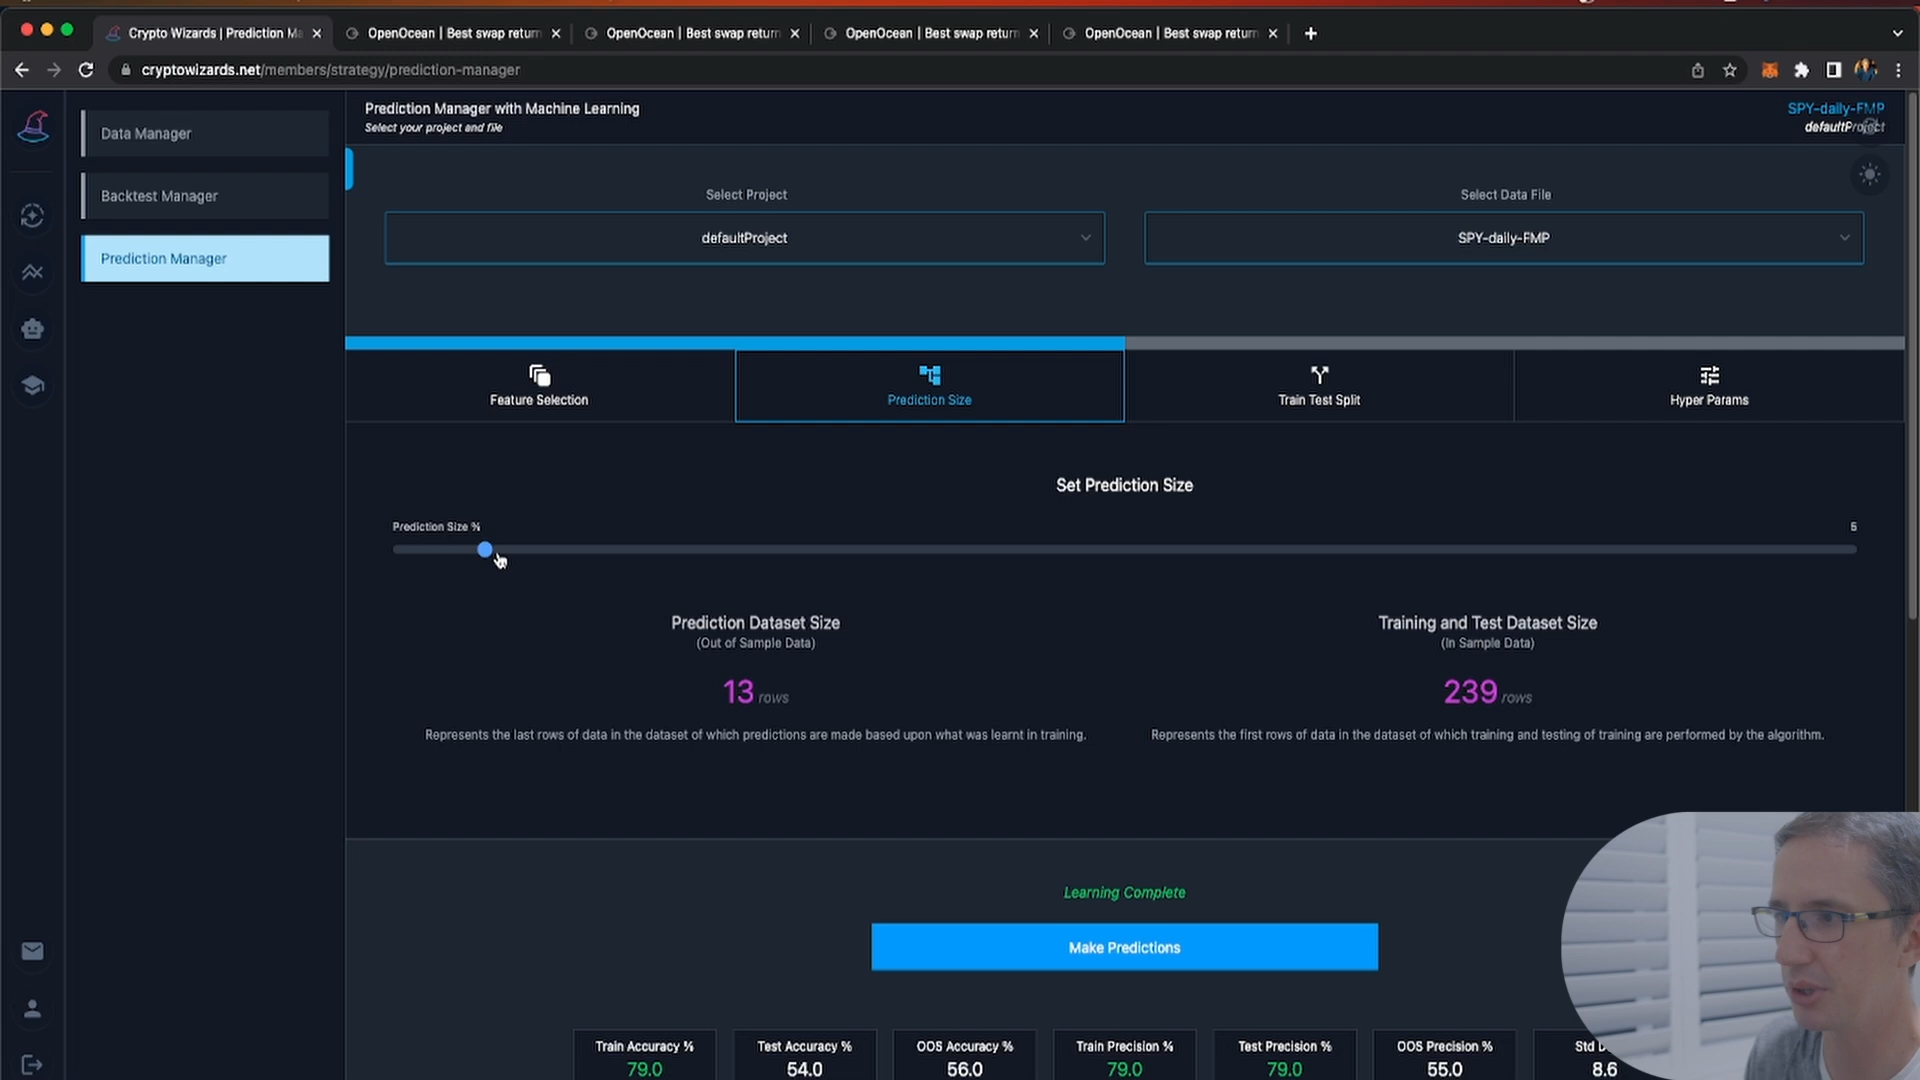 Crypto Wizards | Prediction Ma
OpenOcean | Best swap return
OpenOcean | Best swap return
OpenOcean | Best swap return
OpenOcean | Best swap return
cryptowizards.net/members/strategy/prediction-manager
Data Manager
Backtest Manager
Prediction Manager
Prediction Manager with Machine Learning
Select your project and file
SPY-daily-FMP
defaultProject
Select Project
defaultProject
Select Data File
SPY-daily-FMP
Feature Selection
Prediction Size
Train Test Split
Hyper Params
Set Prediction Size
Prediction Size %
5
Prediction Dataset Size
(Out of Sample Data)
13 rows
Represents the last rows of data in the dataset of which predictions are made based upon what was learnt in training.
Training and Test Dataset Size
(In Sample Data)
239 rows
Represents the first rows of data in the dataset of which training and testing of training are performed by the algorithm.
Learning Complete
Make Predictions
Train Accuracy %
79.0
Test Accuracy %
54.0
OOS Accuracy %
56.0
Train Precision %
79.0
Test Precision %
79.0
OOS Precision %
55.0
Std
8.6